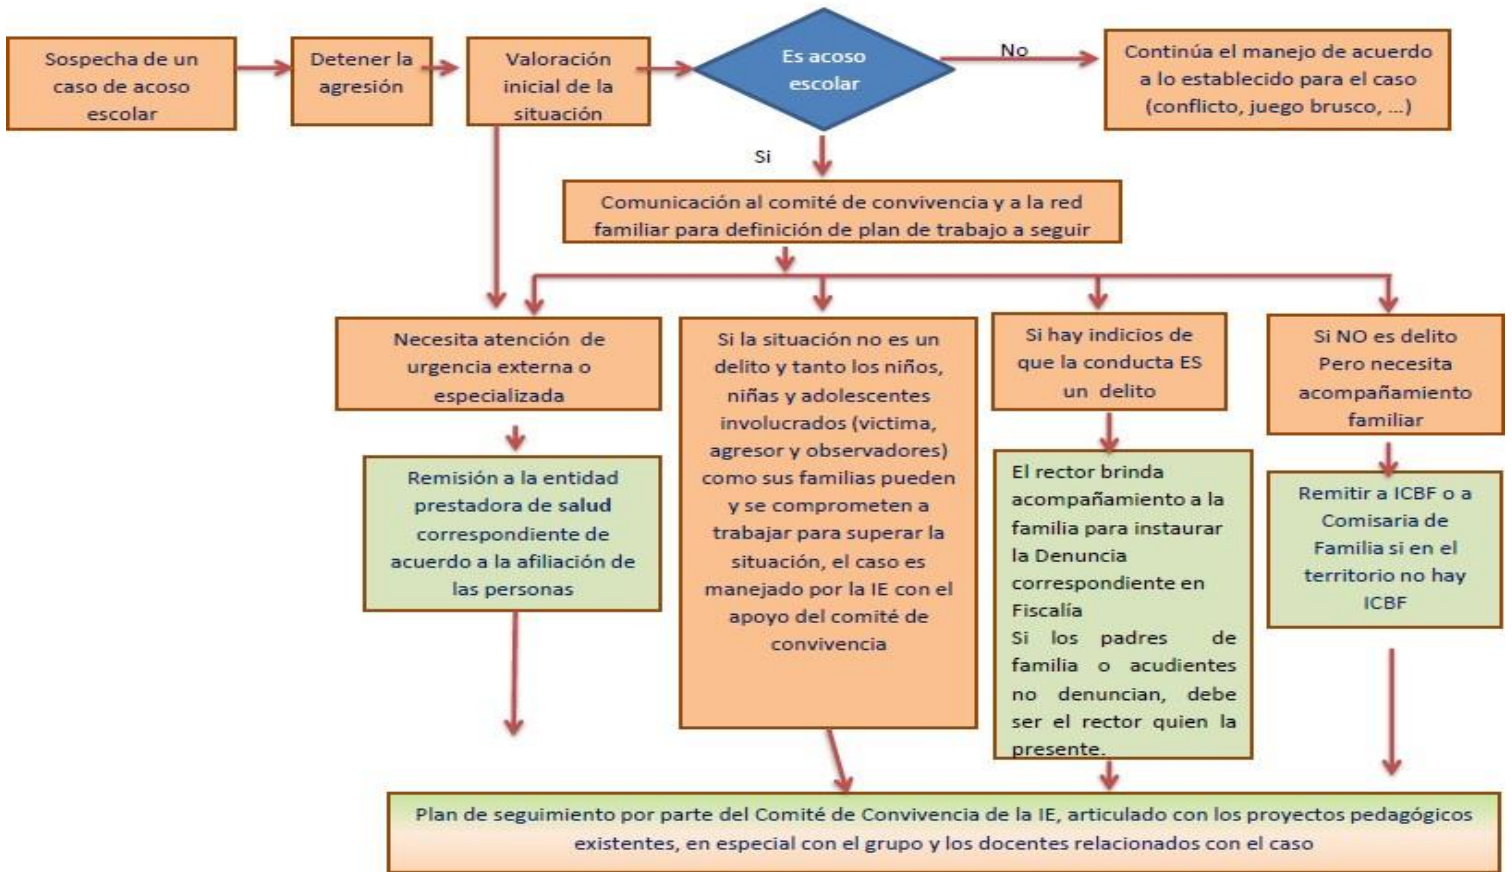 Sospecha de un
caso de acoso
escolar
Detener la
agresión
Valoración
inicial de la
situación
Es acoso
escolar
No
Continúa el manejo de acuerdo
a lo establecido para el caso
(conflicto, juego brusco, ...)
Si
Comunicación al comité de convivencia y a la red
familiar para definición de plan de trabajo a seguir
Necesita atención de
urgencia externa o
especializada
Remisión a la entidad
prestadora de salud
correspondiente de
acuerdo a la afiliación de
las personas
Si la situación no es un
delito y tanto los niños,
niñas y adolescentes
involucrados (victima,
agresor y observadores)
como sus familias pueden
y se comprometen a
trabajar para superar la
situación, el caso es
manejado por la IE con el
apoyo del comité de
convivencia
Si hay indicios de
que la conducta ES
un delito
El rector brinda
acompañamiento a la
familia para instaurar
la Denuncia
correspondiente en
Fiscalía
Si los padres de
familia o acudientes
no denuncian, debe
ser el rector quien la
presente.
Si NO es delito
Pero necesita
acompañamiento
familiar
Remitir a ICBF o a
Comisaria de
Familia si en el
territorio no hay
ICBF
Plan de seguimiento por parte del Comité de Convivencia de la IE, articulado con los proyectos pedagógicos
existentes, en especial con el grupo y los docentes relacionados con el caso